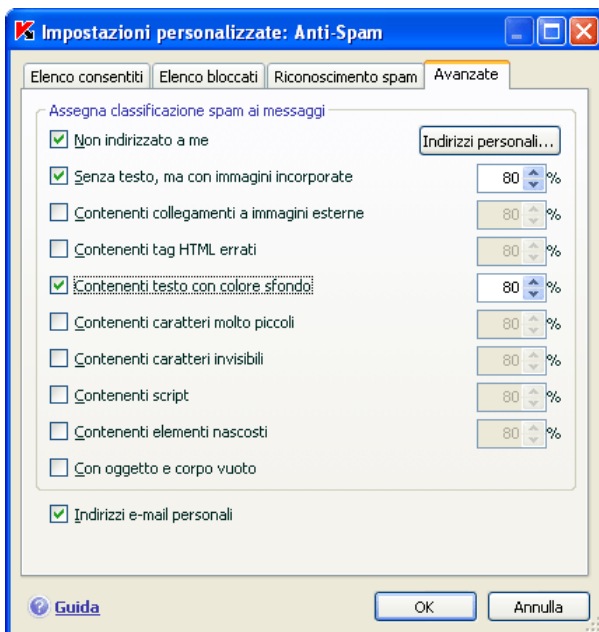 Impostazioni personalizzate: Anti-Spam
Elenco consentiti Elenco bloccati Riconoscimento spam Avanzate
Assegna classificazione spam ai messaggi
Non indirizzato a me Indirizzi personali...
Senza testo, ma con immagini incorporate 80 %
Contenenti collegamenti a immagini esterne 80 %
Contenenti tag HTML errati 80 %
Contenenti testo con colore sfondo 80 %
Contenenti caratteri molto piccoli 80 %
Contenenti caratteri invisibili 80 %
Contenenti script 80 %
Contenenti elementi nascosti 80 %
Con oggetto e corpo vuoto
Indirizzi e-mail personali
Guida OK Annulla